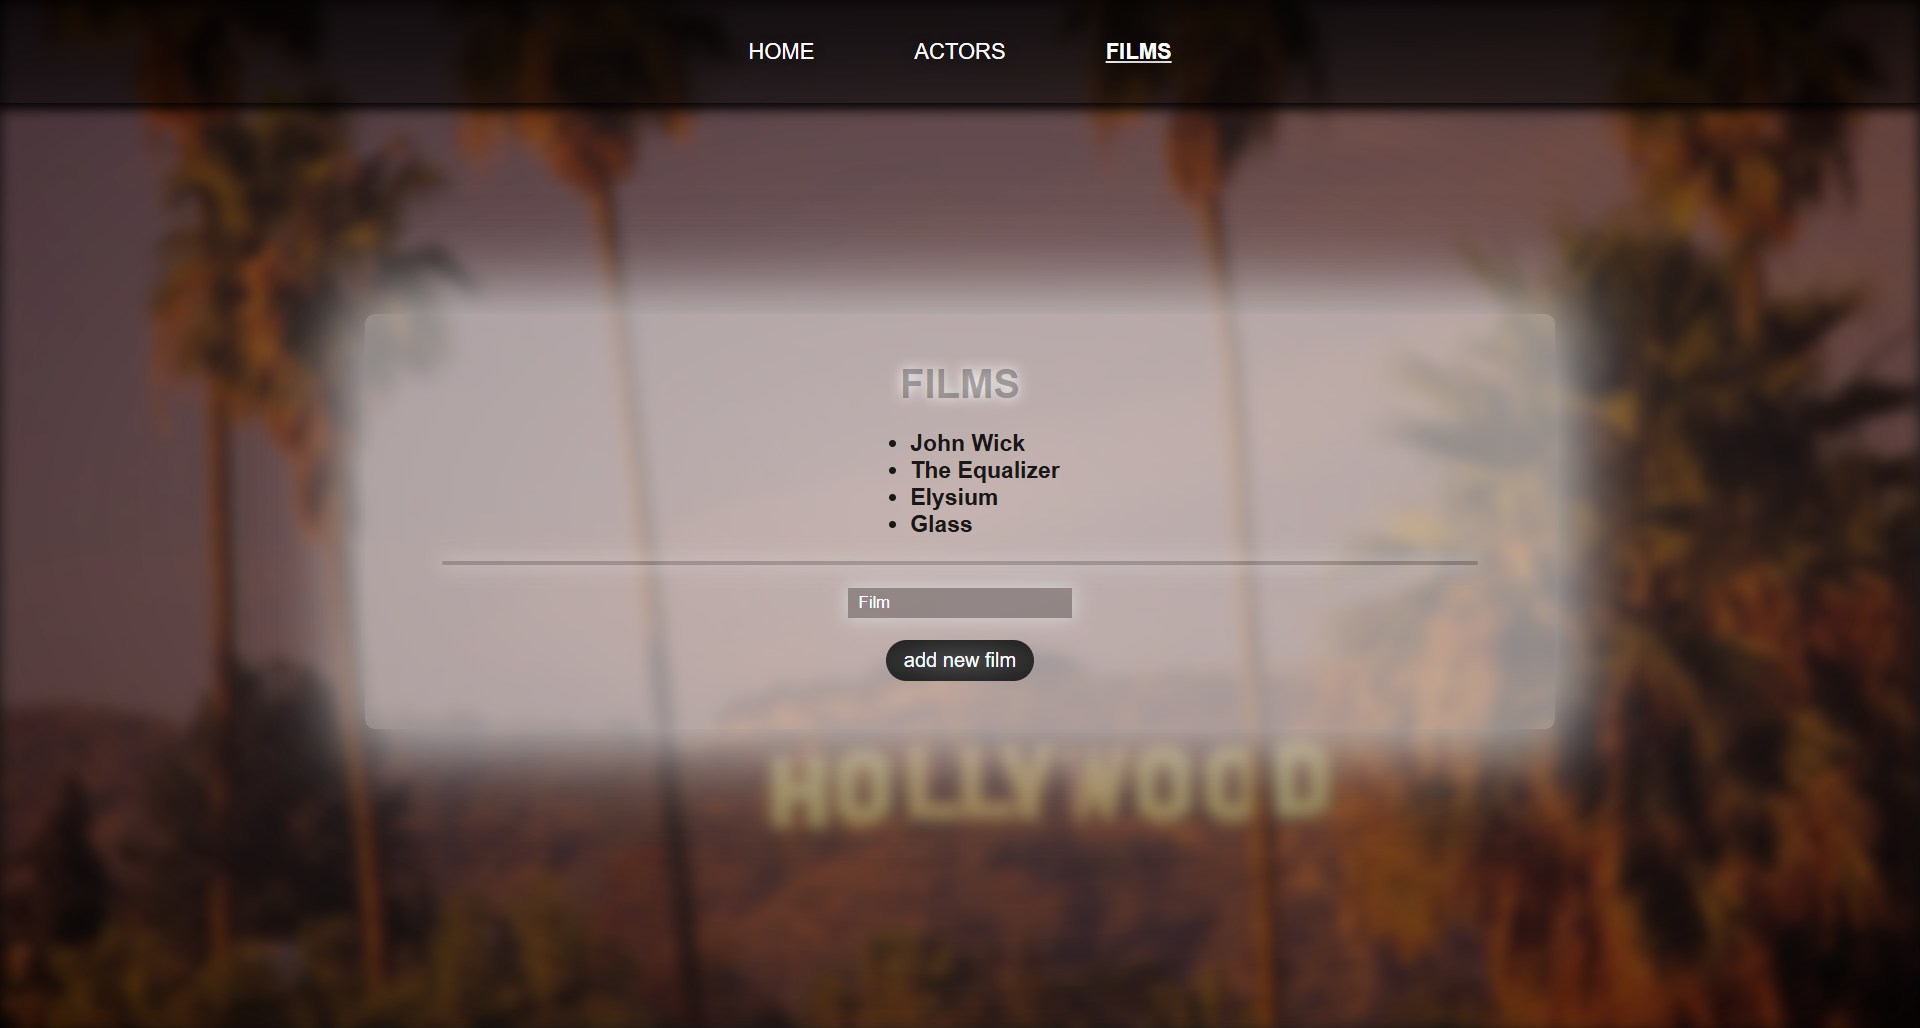 HOME ACTORS FILMS
FILMS
John Wick
The Equalizer
Elysium
Glass
Film
add new film
HOLLYWOOD